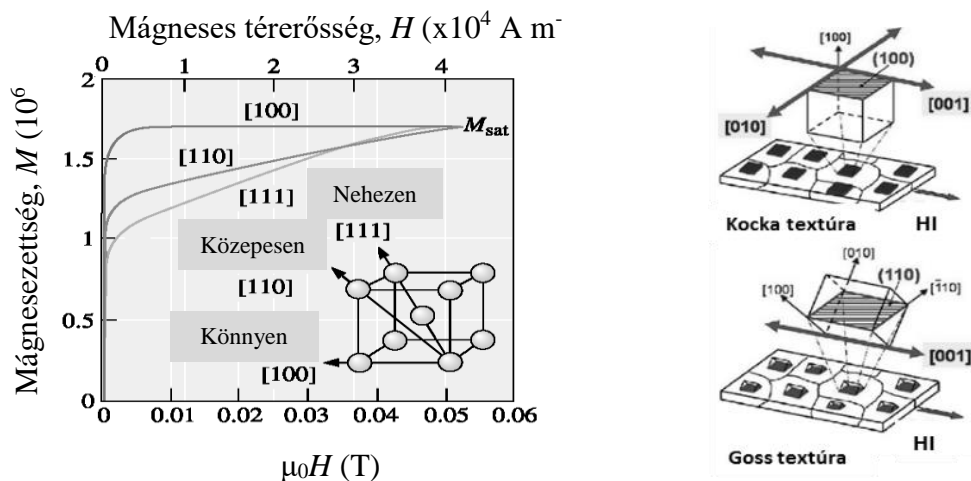 Mágneses térerősség, H (x10⁴ A m⁻
0 1 2 3 4
Mágnesezettség, M (10⁶
2
1.5
1
0.5
0
[100]
Msat
[110]
[111]
Nehezen
[111]
Közepesen
[110]
Könnyen
[100]
0 0.01 0.02 0.03 0.04 0.05 0.06
μ₀H (T)
[100]
(100)
[001]
[010]
Kocka textúra HI
[010]
(110)
[100]
[1̄10]
[001]
HI
Goss textúra